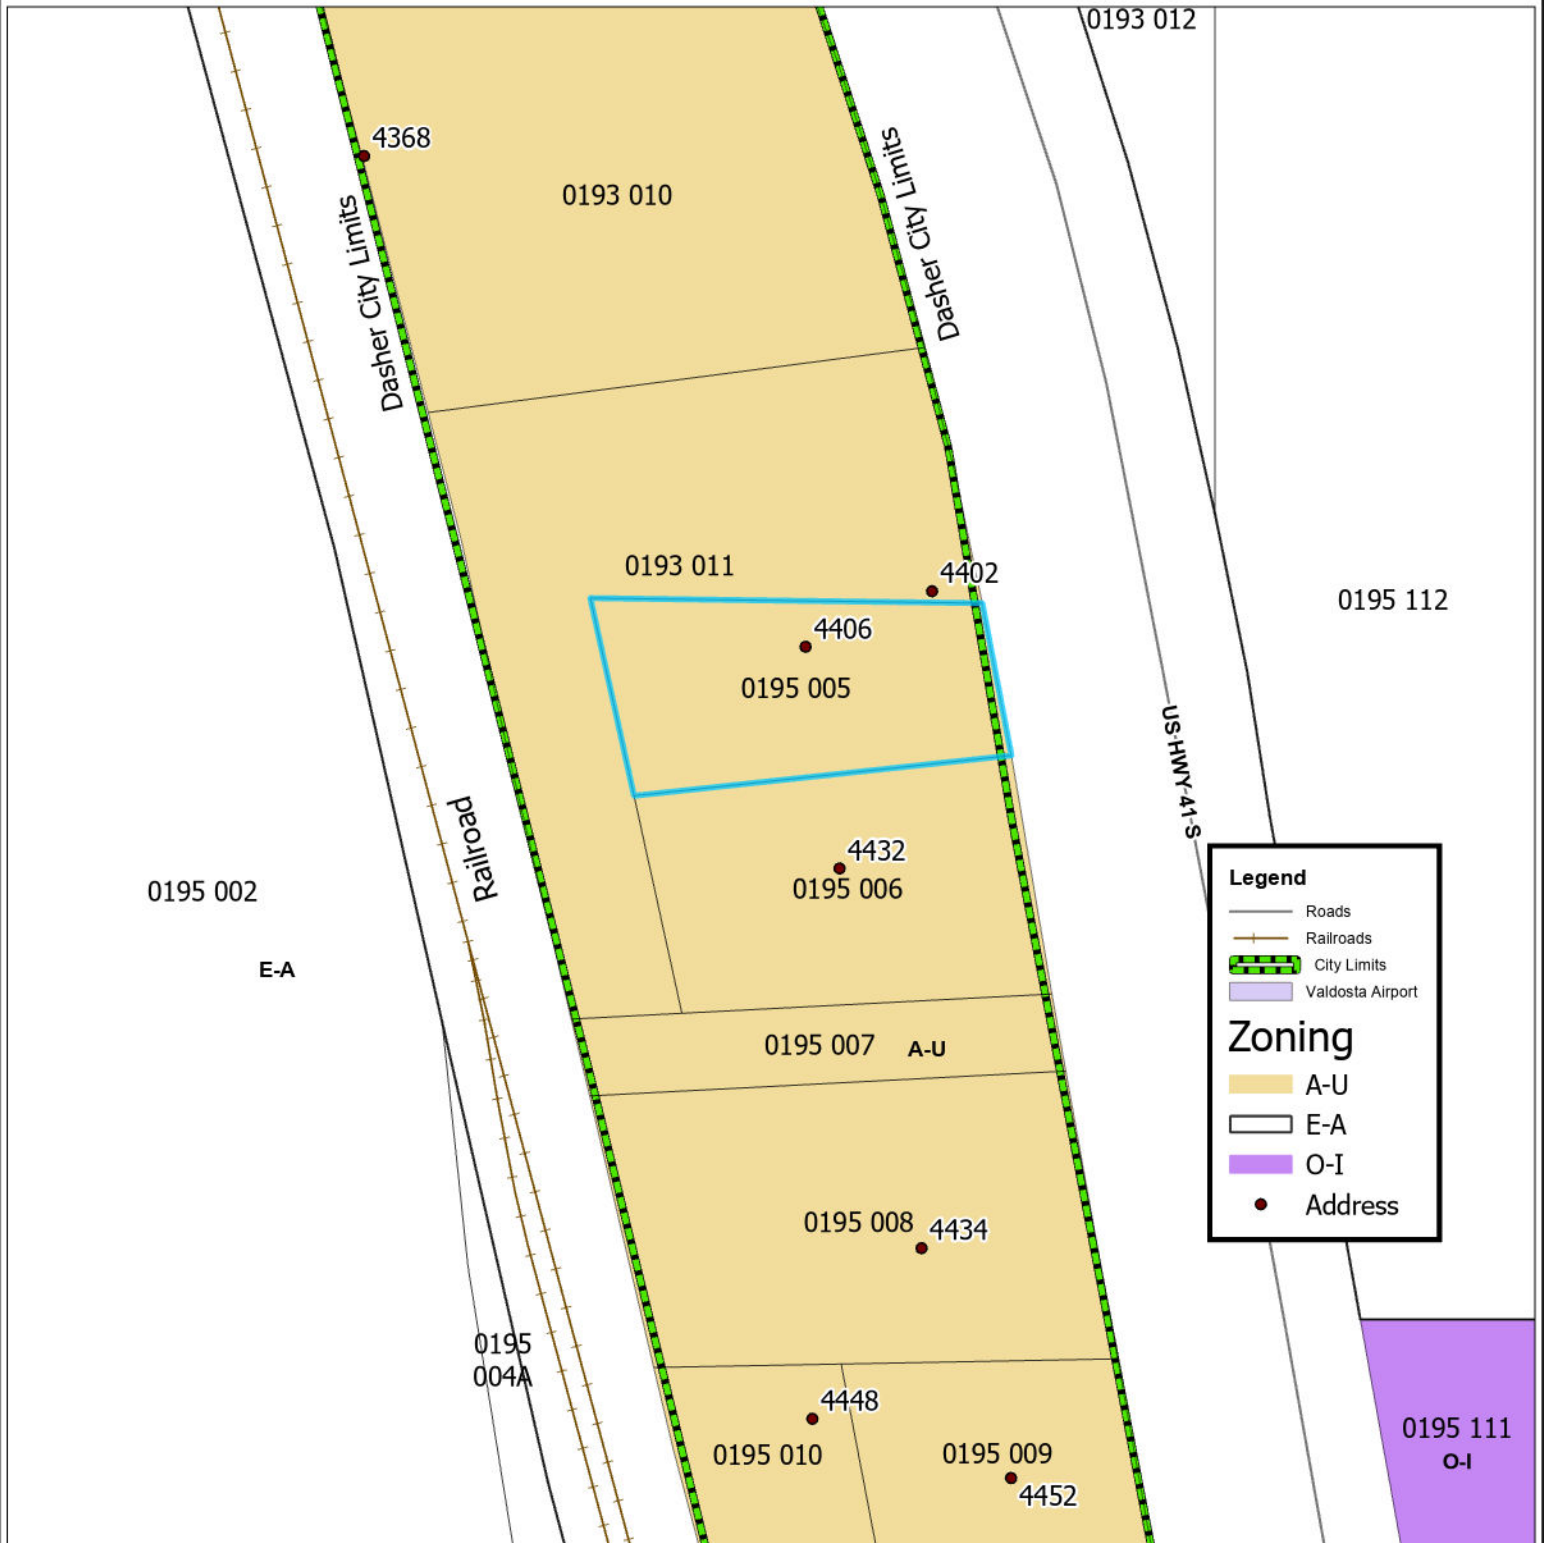 0193 012
4368
0193 010
Dasher City Limits
Dasher City Limits
0193 011
4402
4406
0195 005
0195 112
US-HWY-41-S
Railroad
4432
0195 006
0195 002
E-A
0195 007
A-U
0195 008
4434
0195
004A
4448
0195 010
0195 009
4452
0195 111
O-I
Legend
Roads
Railroads
City Limits
Valdosta Airport
Zoning
A-U
E-A
O-I
Address